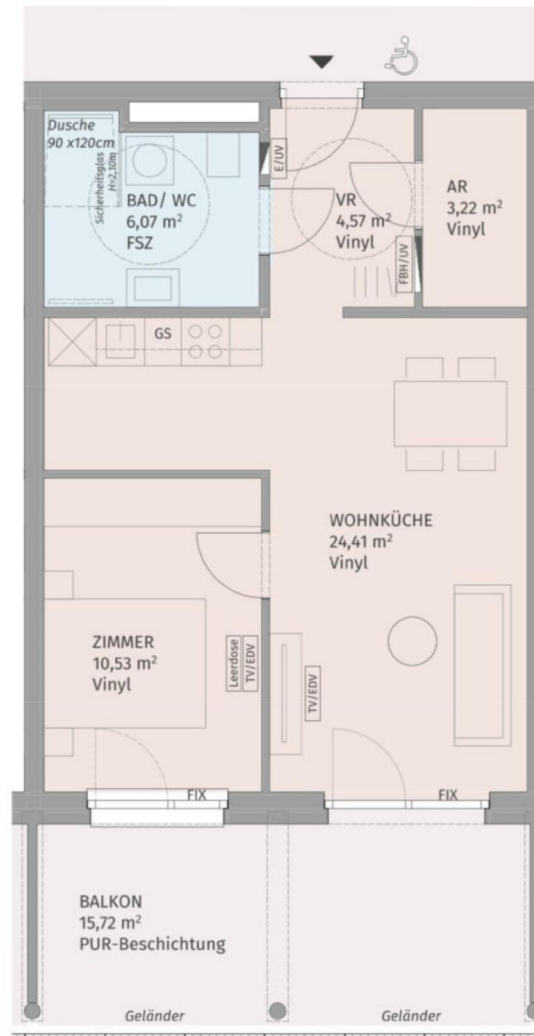 Dusche
90 x120cm
Sicherheitsglas
H=2,10m
BAD/ WC
6,07 m²
FSZ
E/UV
VR
4,57 m²
Vinyl
FBH/UV
AR
3,22 m²
Vinyl
GS
WOHNKÜCHE
24,41 m²
Vinyl
ZIMMER
10,53 m²
Vinyl
Leerdose
TV/EDV
TV/EDV
FIX
FIX
BALKON
15,72 m²
PUR-Beschichtung
Geländer
Geländer